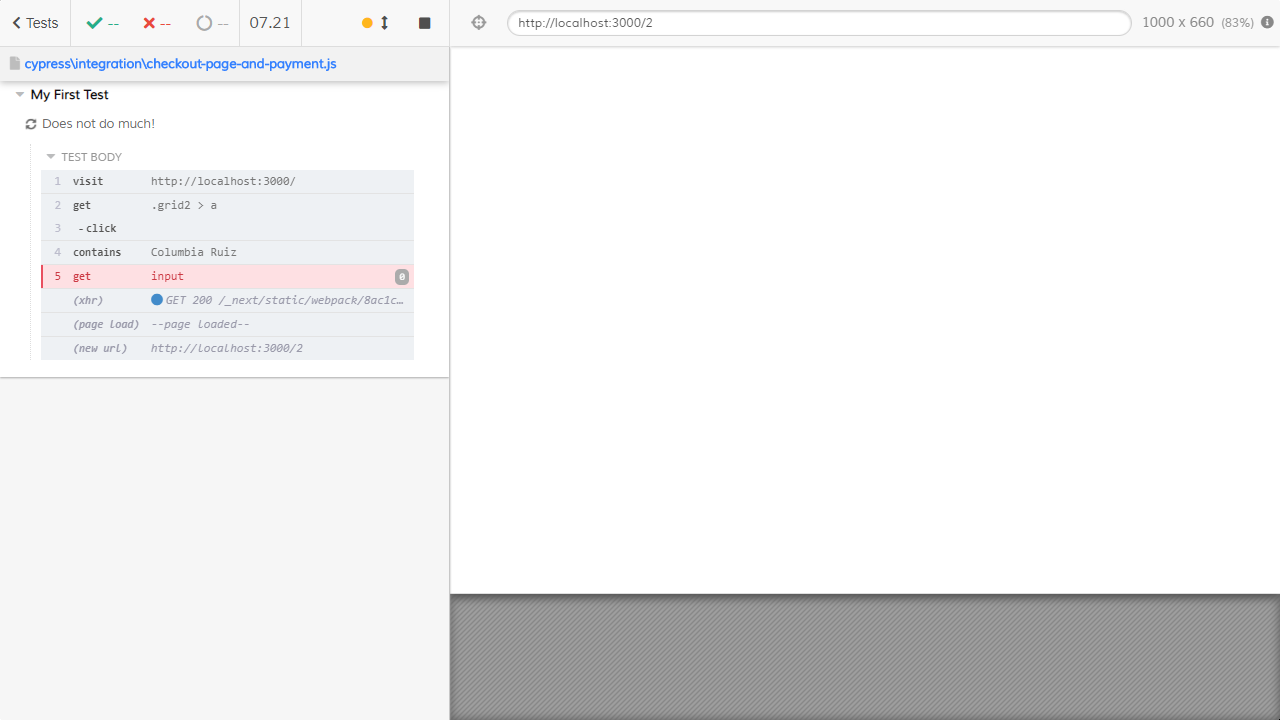 Tests -- -- -- 07.21 http://localhost:3000/2 1000 x 660 (83%)
cypress\integration\checkout-page-and-payment.js
My First Test
Does not do much!
TEST BODY
1 visit http://localhost:3000/
2 get .grid2 > a
3 -click
4 contains Columbia Ruiz
5 get input 0
(xhr) GET 200 /_next/static/webpack/8ac1c…
(page load) --page loaded--
(new url) http://localhost:3000/2